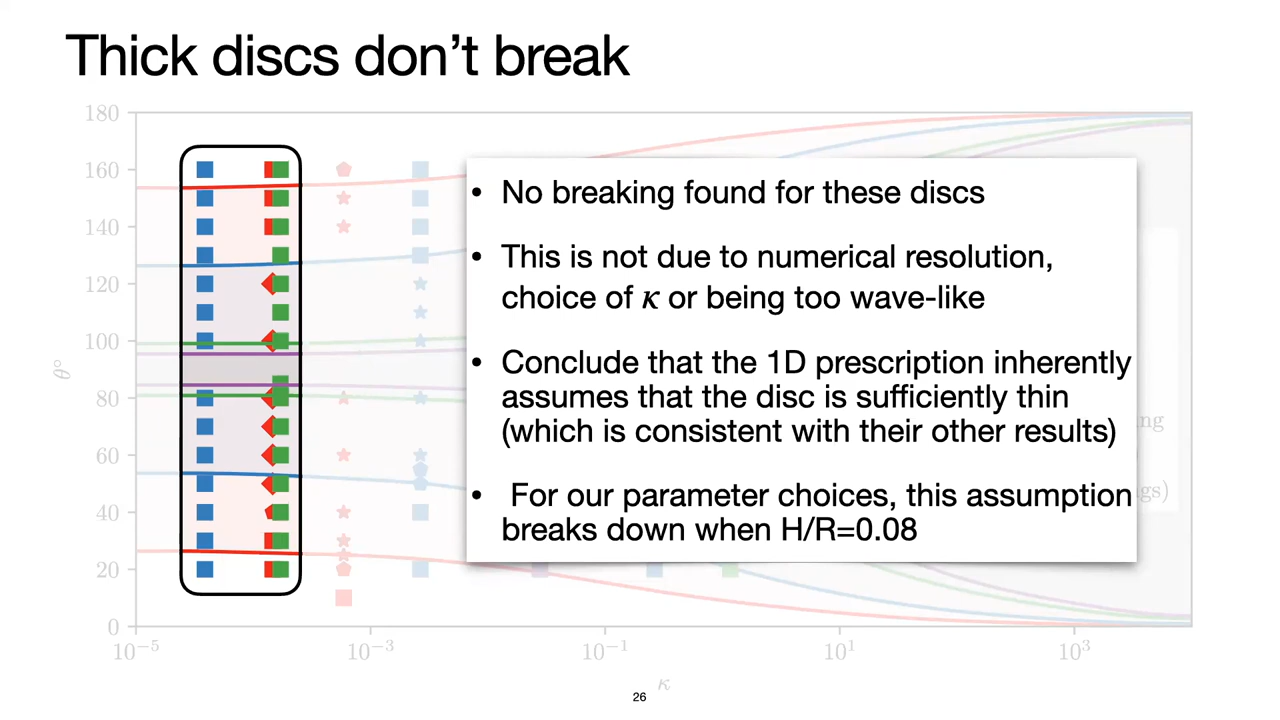 Thick discs don’t break
180
160
140
120
100
80
60
40
20
0
θ°
10⁻⁵
10⁻³
10⁻¹
10¹
10³
κ
• No breaking found for these discs
• This is not due to numerical resolution,
choice of κ or being too wave-like
• Conclude that the 1D prescription inherently
assumes that the disc is sufficiently thin
(which is consistent with their other results)
• For our parameter choices, this assumption
breaks down when H/R=0.08
26